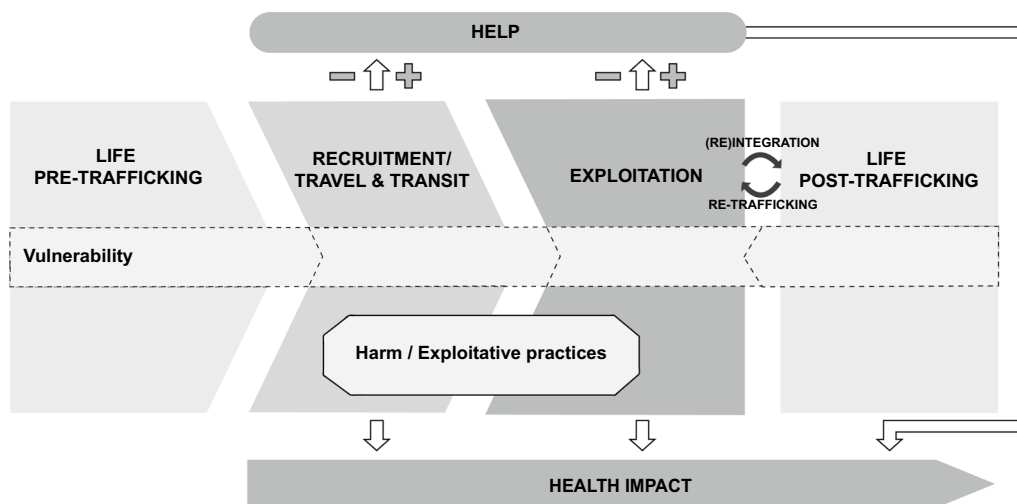 HELP
LIFE
PRE-TRAFFICKING
RECRUITMENT/
TRAVEL & TRANSIT
EXPLOITATION
(RE)INTEGRATION
RE-TRAFFICKING
LIFE
POST-TRAFFICKING
Vulnerability
Harm / Exploitative practices
HEALTH IMPACT